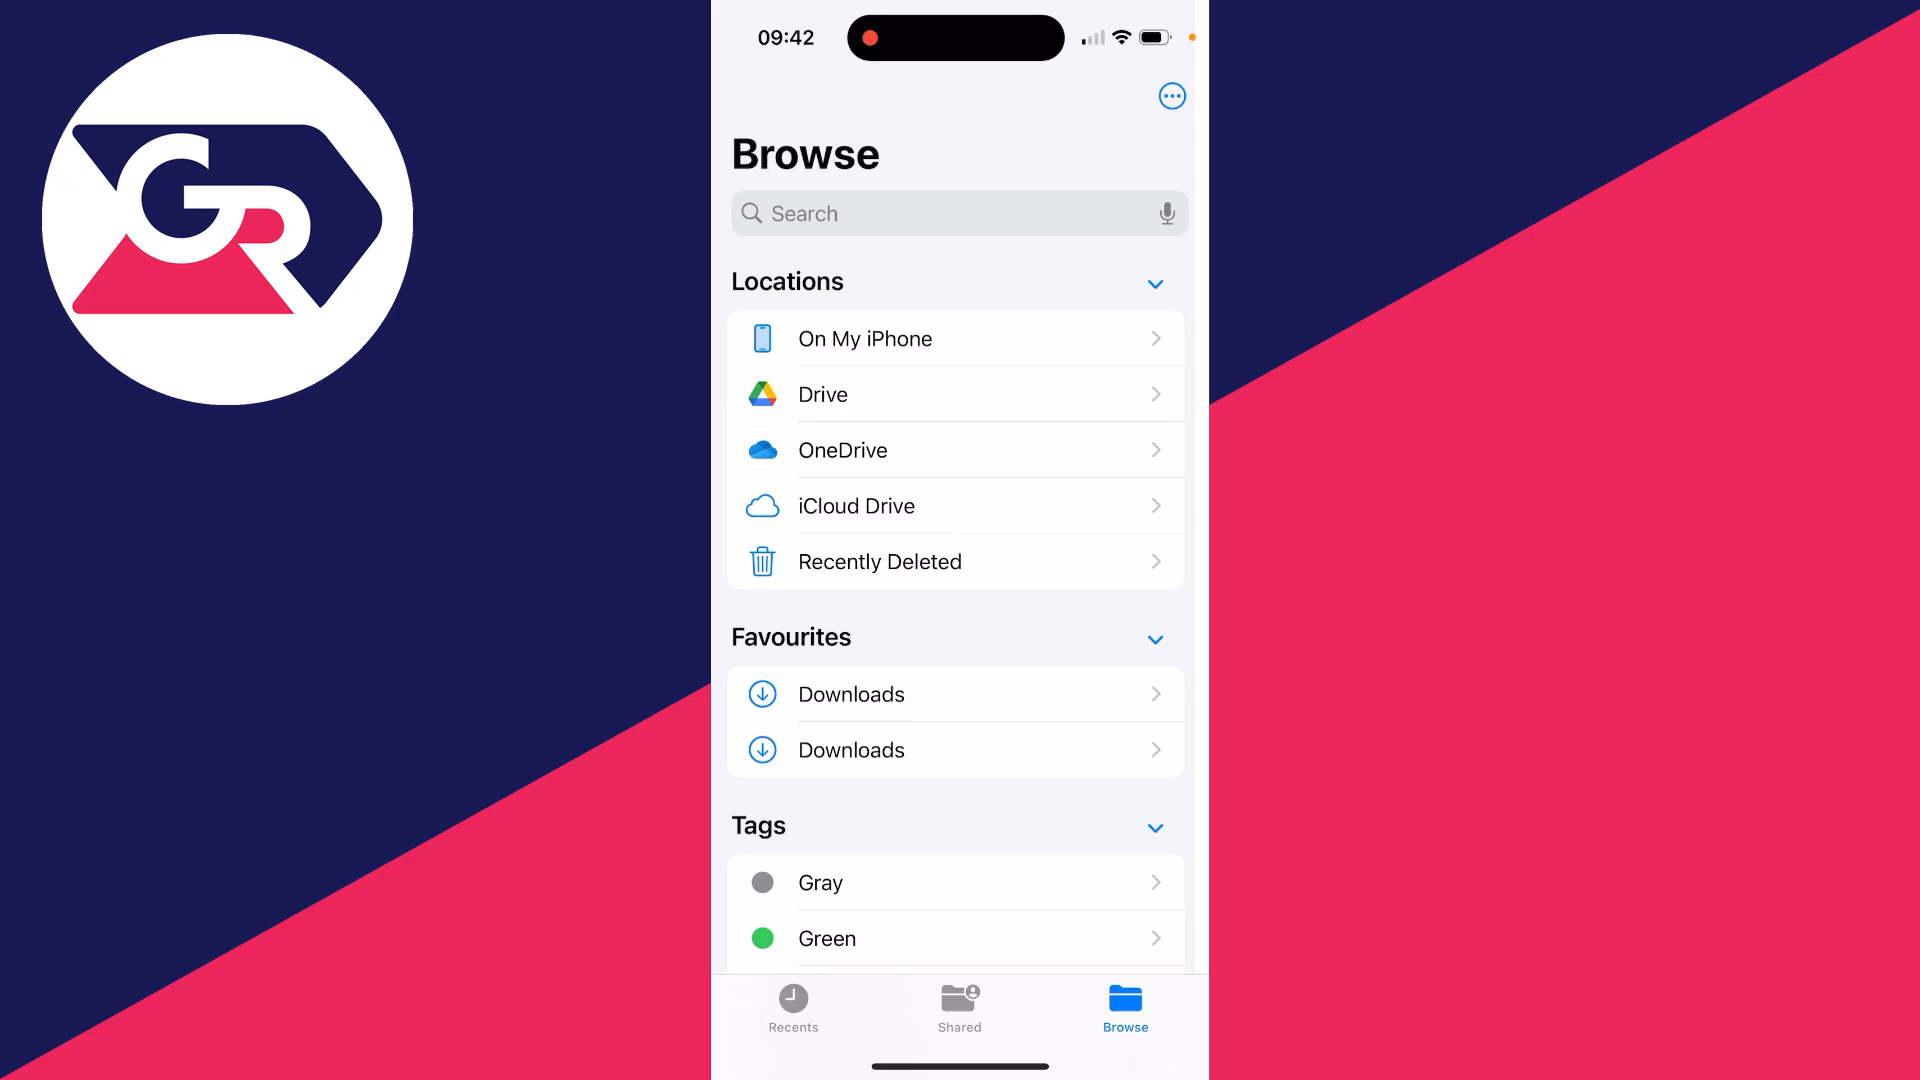 GR
09:42
Browse
Search
Locations
On My iPhone
Drive
OneDrive
iCloud Drive
Recently Deleted
Favourites
Downloads
Downloads
Tags
Gray
Green
Recents
Shared
Browse